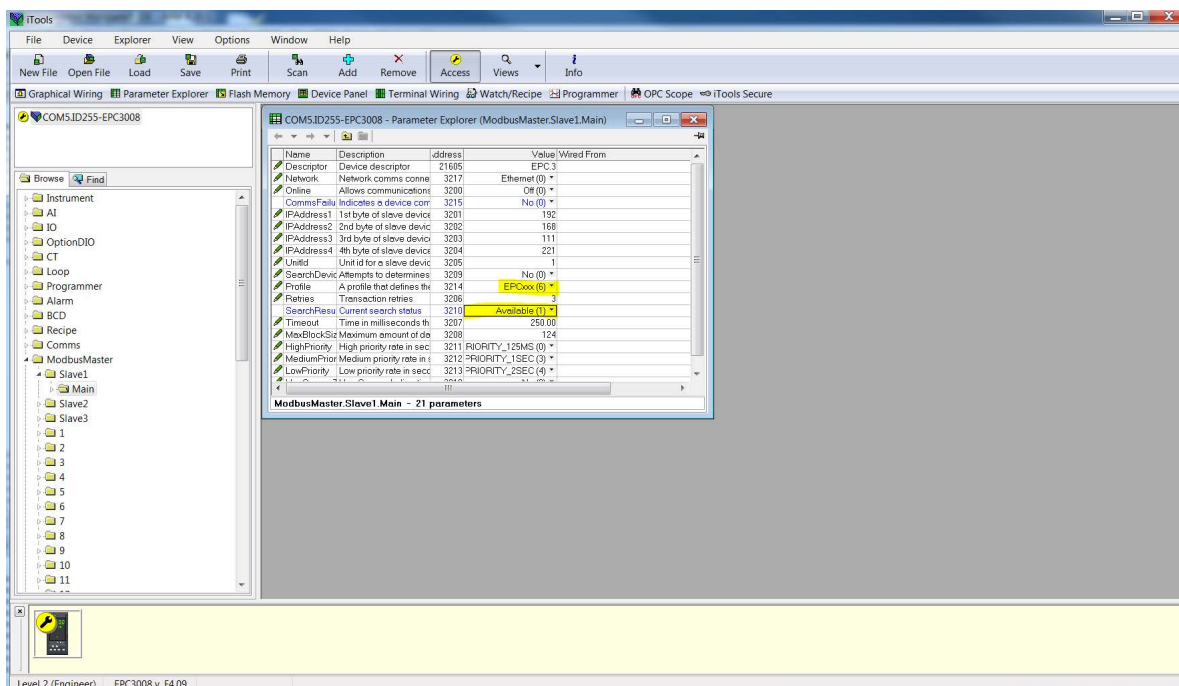 iTools
File Device Explorer View Options Window Help
New File Open File Load Save Print Scan Add Remove Access Views Info
Graphical Wiring Parameter Explorer Flash Memory Device Panel Terminal Wiring Watch/Recipe Programmer OPC Scope iTools Secure
COM5.ID255-EPC3008
Browse Find
Instrument
AI
IO
OptionDIO
CT
Loop
Programmer
Alarm
BCD
Recipe
Comms
ModbusMaster
Slave1
Main
Slave2
Slave3
1
2
3
4
5
6
7
8
9
10
11
COM5.ID255-EPC3008 - Parameter Explorer (ModbusMaster.Slave1.Main)
Name Description ddress Value Wired From
Descriptor Device descriptor 21605 EPC.3
Network Network comms conne 3217 Ethernet (0)
Online Allows communications 3200 Off (0)
CommsFailu Indicates a device com 3215 No (0)
IPAddress1 1st byte of slave device 3201 192
IPAddress2 2nd byte of slave devic 3202 168
IPAddress3 3rd byte of slave devic 3203 111
IPAddress4 4th byte of slave device 3204 221
UnitId Unit id for a slave devic 3205 1
SearchDevic Attempts to determines 3209 No (0)
Profile A profile that defines the 3214 EPCxxx (6)
Retries Transaction retries 3206 3
SearchResu Current search status 3210 Available (1)
Timeout Time in milliseconds th 3207 250.00
MaxBlockSiz Maximum amount of da 3208 124
HighPriority High priority rate in sec 3211 RIORITY_125MS (0)
MediumPrior Medium priority rate in s 3212 PRIORITY_1SEC (3)
LowPriority Low priority rate in secc 3213 PRIORITY_2SEC (4)
ModbusMaster.Slave1.Main - 21 parameters
Level 2 (Engineer) EPC3008 v. E4.09